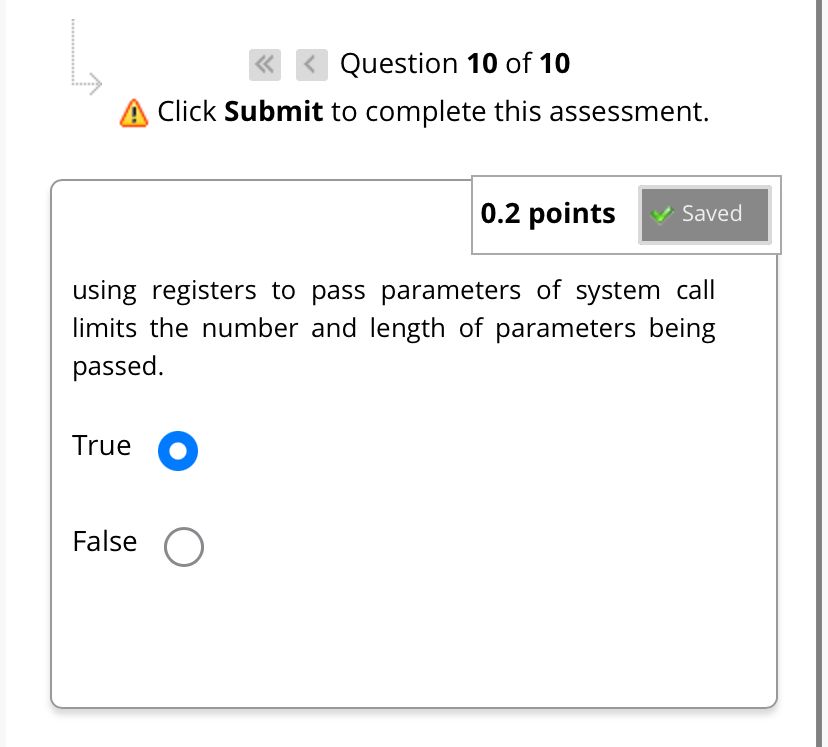 Question 10 of 10
Click Submit to complete this assessment.
0.2 points
Saved
using registers to pass parameters of system call
limits the number and length of parameters being
passed.
True
False